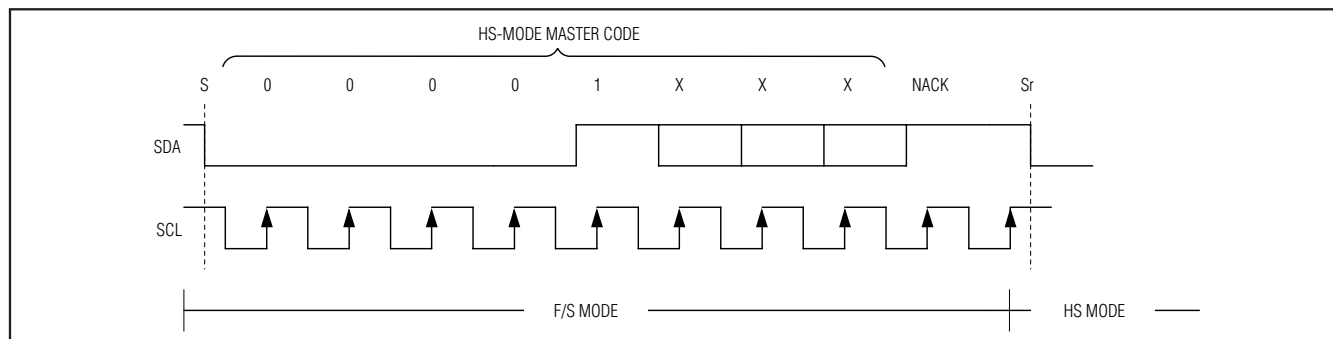 HS-MODE MASTER CODE
S 0 0 0 0 1 X X X NACK Sr
SDA
SCL
F/S MODE HS MODE